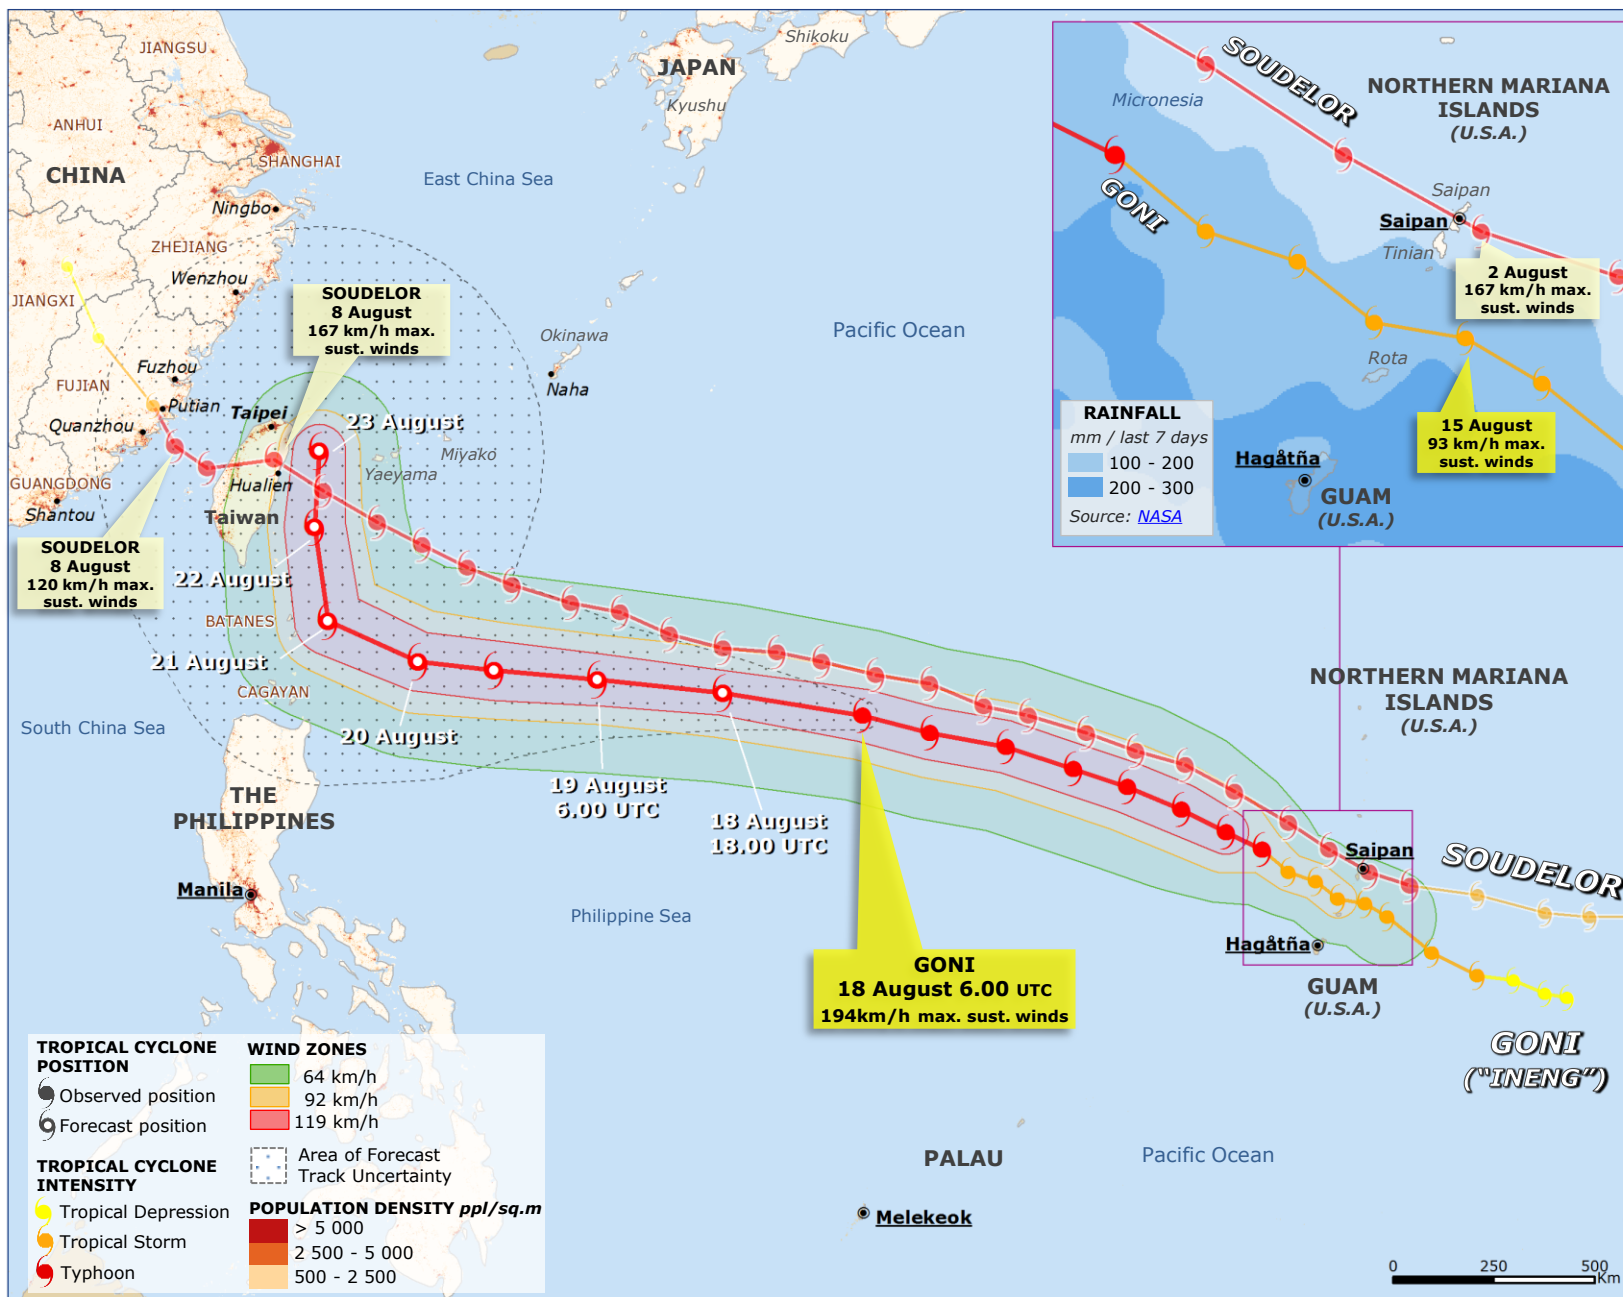 JIANGSU
ANHUI
CHINA
SHANGHAI
Ningbo
ZHEJIANG
Wenzhou
JIANGXI
Fuzhou
FUJIAN
Putian
Quanzhou
GUANGDONG
Shantou
Taipei
Hualien
Taiwan
East China Sea
JAPAN
Kyushu
Shikoku
Okinawa
Naha
Miyako
Yaeyama
Pacific Ocean
SOUDELOR
8 August
167 km/h max.
sust. winds
SOUDELOR
8 August
120 km/h max.
sust. winds
23 August
22 August
21 August
20 August
19 August
6.00 UTC
18 August
18.00 UTC
BATANES
CAGAYAN
South China Sea
THE
PHILIPPINES
Manila
Philippine Sea
GONI
18 August 6.00 UTC
194km/h max. sust. winds
SOUDELOR
Micronesia
NORTHERN MARIANA
ISLANDS
(U.S.A.)
GONI
Saipan
Saipan
Tinian
2 August
167 km/h max.
sust. winds
Rota
15 August
93 km/h max.
sust. winds
RAINFALL
mm / last 7 days
100 - 200
200 - 300
Source: NASA
Hagåtña
GUAM
(U.S.A.)
NORTHERN MARIANA
ISLANDS
(U.S.A.)
Saipan
SOUDELOR
Hagåtña
GUAM
(U.S.A.)
GONI
("INENG")
PALAU
Melekeok
Pacific Ocean
TROPICAL CYCLONE
POSITION
Observed position
Forecast position
TROPICAL CYCLONE
INTENSITY
Tropical Depression
Tropical Storm
Typhoon
WIND ZONES
64 km/h
92 km/h
119 km/h
Area of Forecast
Track Uncertainty
POPULATION DENSITY ppl/sq.m
> 5 000
2 500 - 5 000
500 - 2 500
0 250 500
Km